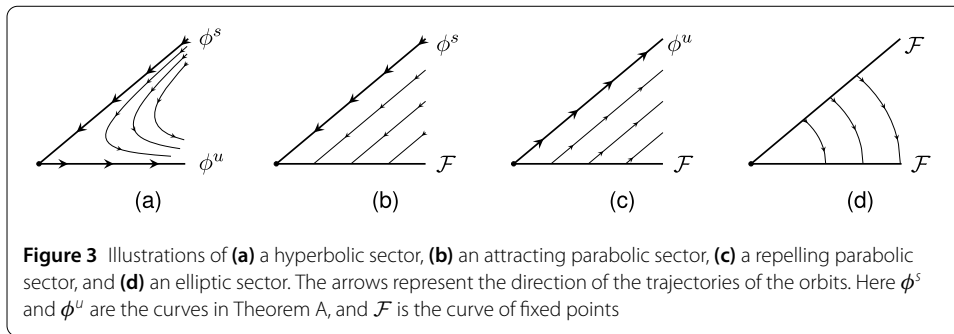 ϕˢ
ϕᵘ
(a)
ϕˢ
ℱ
(b)
ϕᵘ
ℱ
(c)
ℱ
ℱ
(d)
Figure 3 Illustrations of (a) a hyperbolic sector, (b) an attracting parabolic sector, (c) a repelling parabolic
sector, and (d) an elliptic sector. The arrows represent the direction of the trajectories of the orbits. Here ϕˢ
and ϕᵘ are the curves in Theorem A, and ℱ is the curve of fixed points